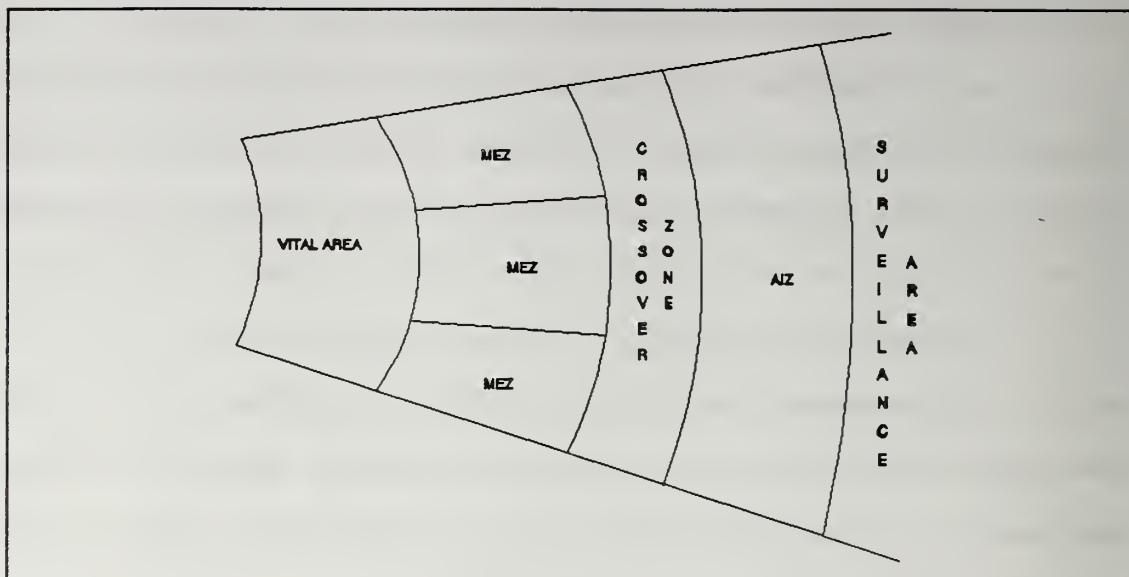 MEZ
VITAL AREA
MEZ
MEZ
CROSSOVER
ZONE
AIZ
SURVEILLANCE
AREA